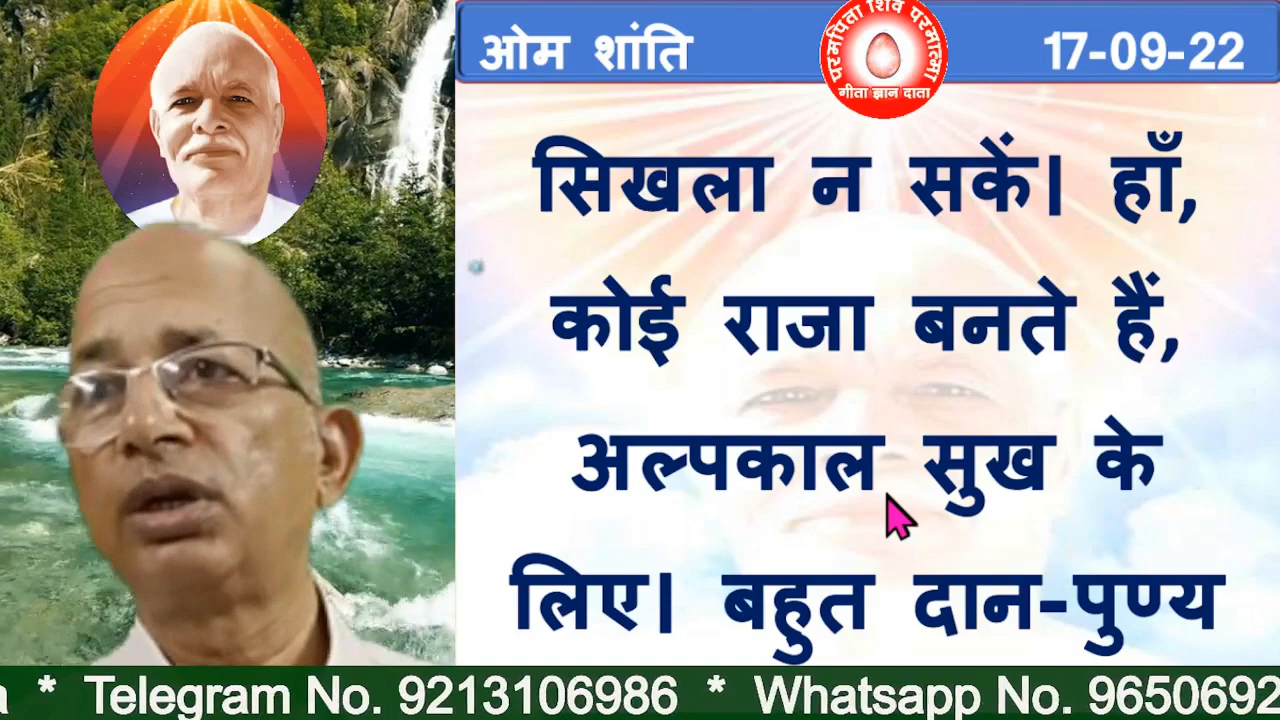 ओम शांति
परमपिता शिव परमात्मा
गीता ज्ञान दाता
17-09-22
सिखला न सकें। हाँ,
कोई राजा बनते हैं,
अल्पकाल सुख के
लिए। बहुत दान-पुण्य
* Telegram No. 9213106986 * Whatsapp No. 9650692